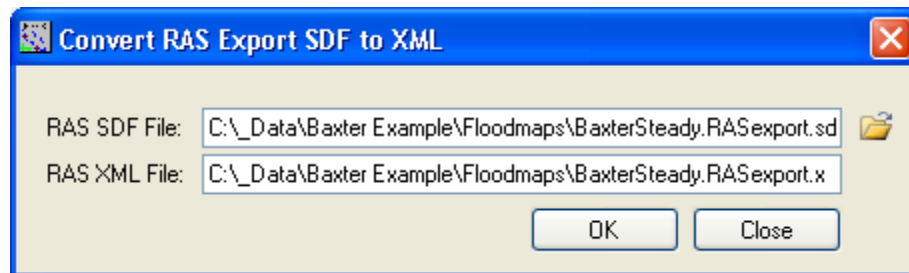 Convert RAS Export SDF to XML
RAS SDF File: C:\_Data\Baxter Example\Floodmaps\BaxterSteady.RASexport.sd
RAS XML File: C:\_Data\Baxter Example\Floodmaps\BaxterSteady.RASexport.x
OK Close